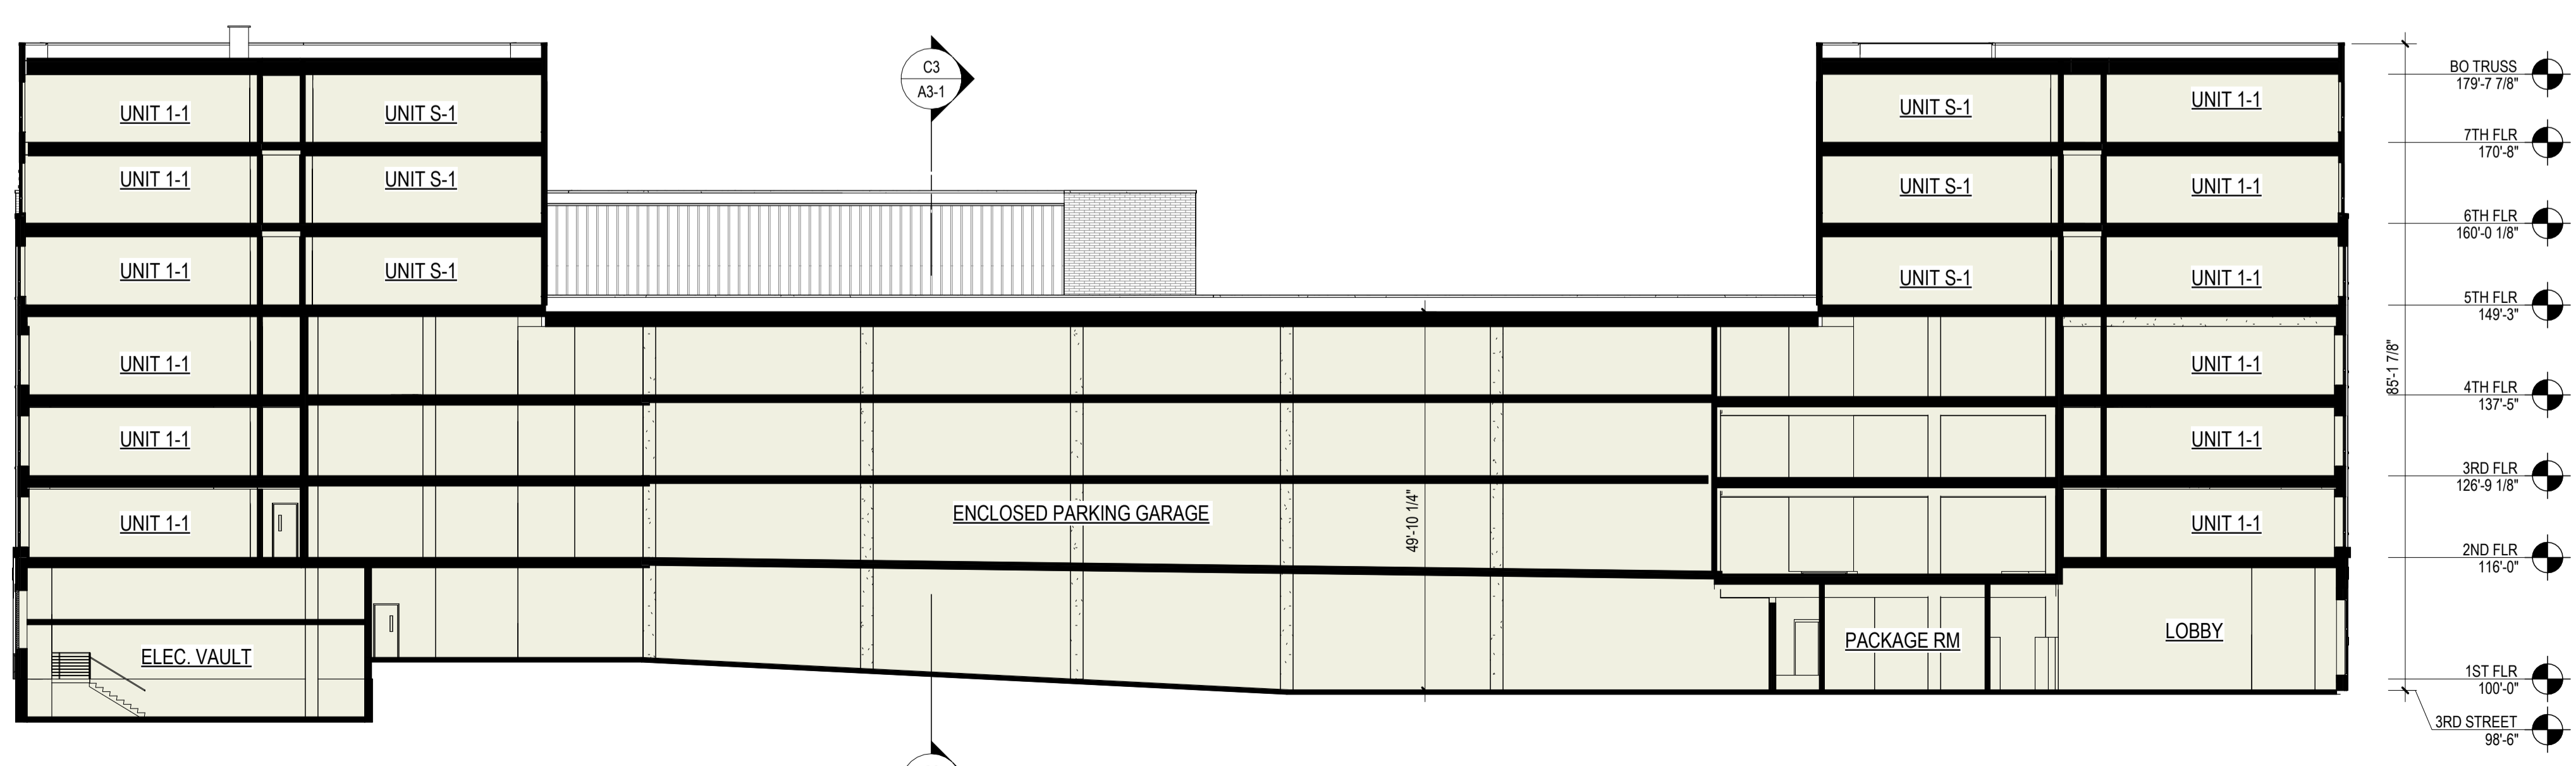 C3
A3-1
BO TRUSS
179'-7 7/8"
UNIT 1-1
UNIT S-1
UNIT S-1
UNIT 1-1
7TH FLR
170'-8"
UNIT 1-1
UNIT S-1
UNIT S-1
UNIT 1-1
6TH FLR
160'-0 1/8"
UNIT 1-1
UNIT S-1
UNIT S-1
UNIT 1-1
5TH FLR
149'-3"
UNIT 1-1
UNIT 1-1
85'-1 7/8"
4TH FLR
137'-5"
UNIT 1-1
UNIT 1-1
3RD FLR
126'-9 1/8"
UNIT 1-1
ENCLOSED PARKING GARAGE
49'-10 1/4"
UNIT 1-1
2ND FLR
116'-0"
ELEC. VAULT
PACKAGE RM
LOBBY
1ST FLR
100'-0"
3RD STREET
98'-6"